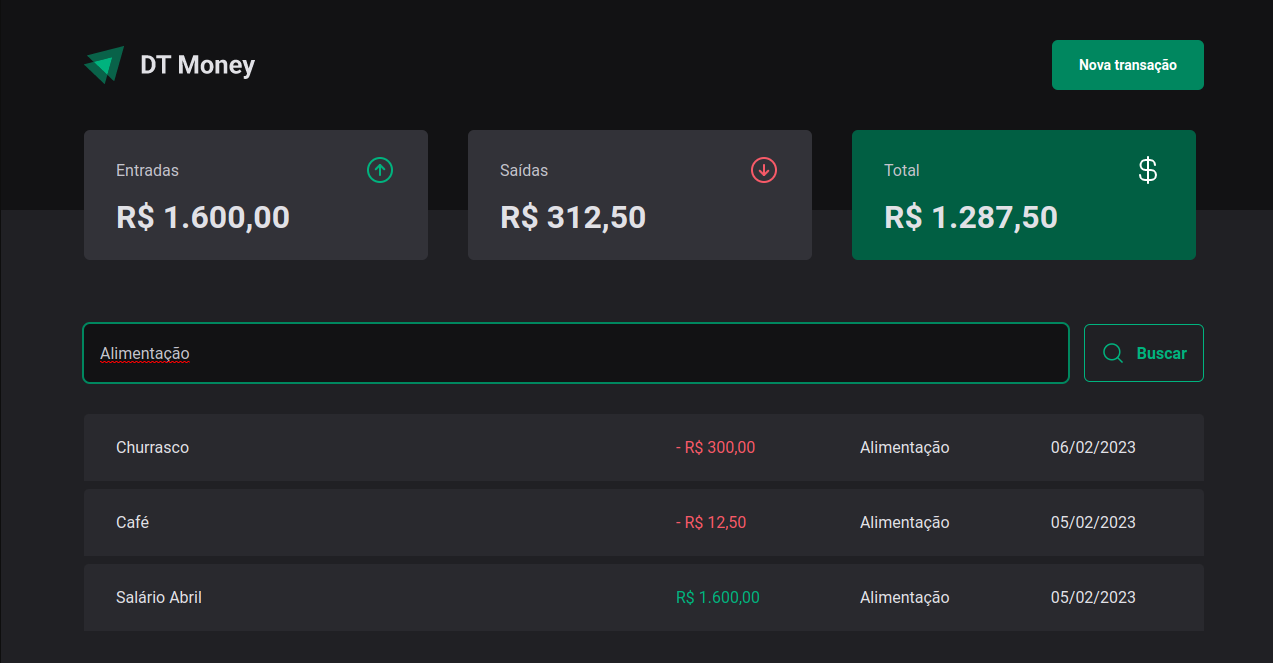 DT Money
Nova transação
Entradas
R$ 1.600,00
Saídas
R$ 312,50
Total
$
R$ 1.287,50
Alimentação
Buscar
Churrasco - R$ 300,00 Alimentação 06/02/2023
Café - R$ 12,50 Alimentação 05/02/2023
Salário Abril R$ 1.600,00 Alimentação 05/02/2023